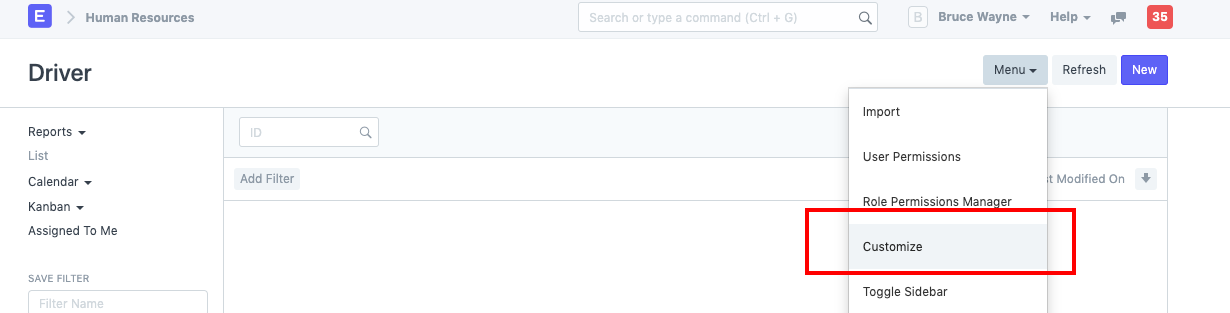 E Human Resources Search or type a command (Ctrl + G) B Bruce Wayne Help 35
Driver Menu Refresh New
Reports
List
Calendar
Kanban
Assigned To Me
SAVE FILTER
Filter Name
ID
Add Filter
st Modified On
Import
User Permissions
Role Permissions Manager
Customize
Toggle Sidebar